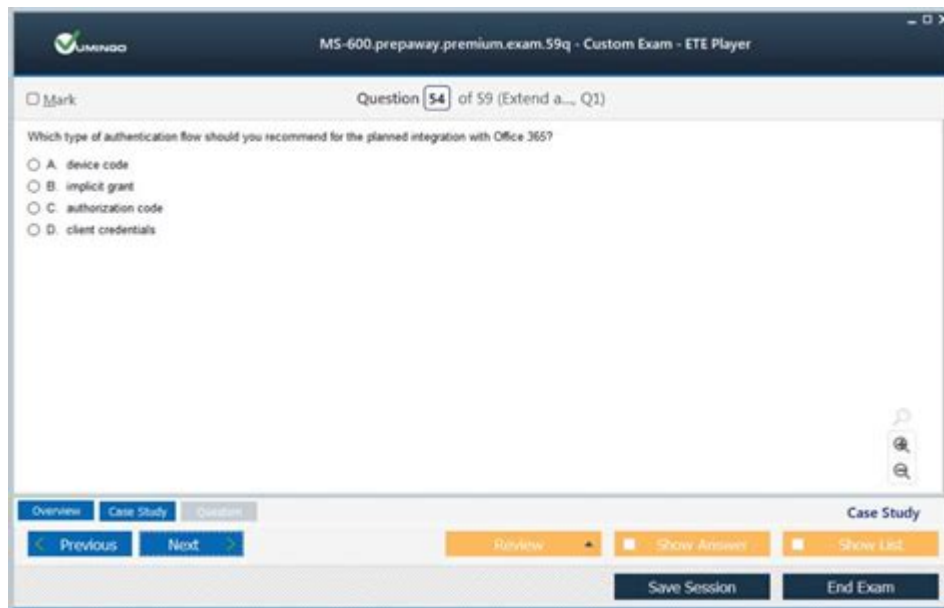 VUMINGO
MS-600.prepaway.premium.exam.59q - Custom Exam - ETE Player
Mark
Question 54 of 59 (Extend a..., Q1)
Which type of authentication flow should you recommend for the planned integration with Office 365?
A. device code
B. implicit grant
C. authorization code
D. client credentials
Overview Case Study Question Case Study
Previous Next Review Show Answer Show List
Save Session End Exam